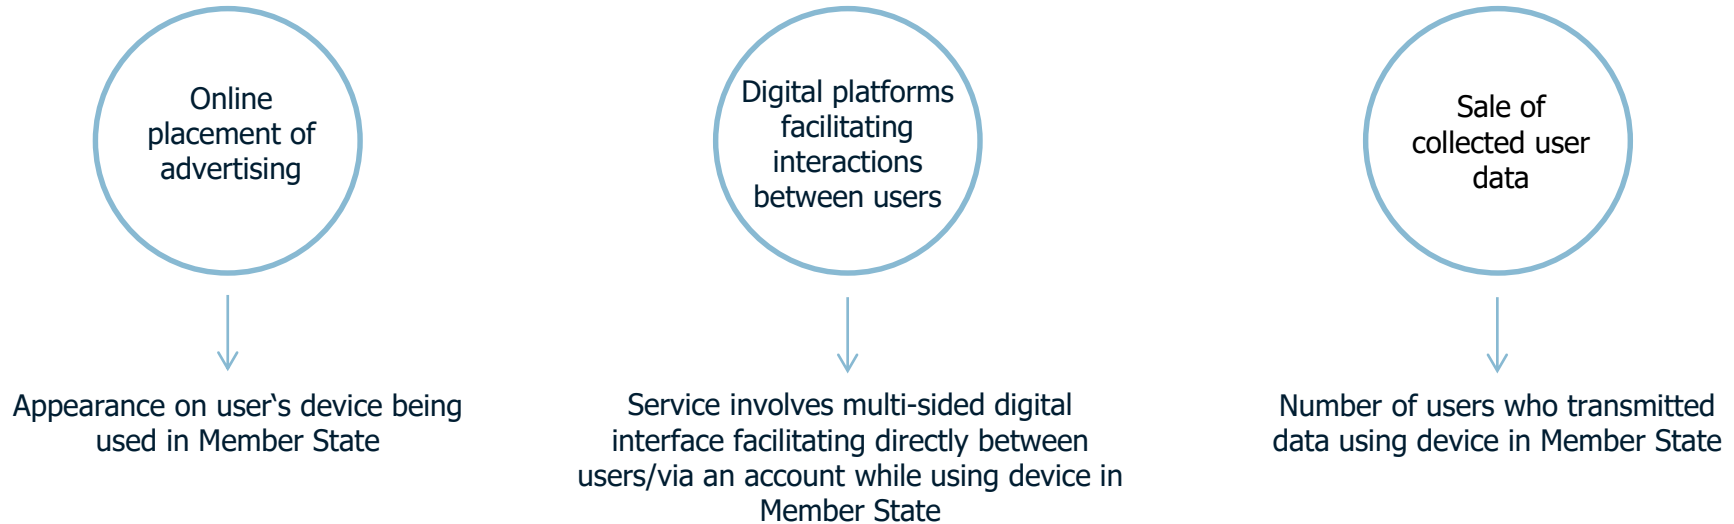 Online
placement of
advertising
Digital platforms
facilitating
interactions
between users
Sale of
collected user
data
Appearance on user‘s device being
used in Member State
Service involves multi-sided digital
interface facilitating directly between
users/via an account while using device in
Member State
Number of users who transmitted
data using device in Member State